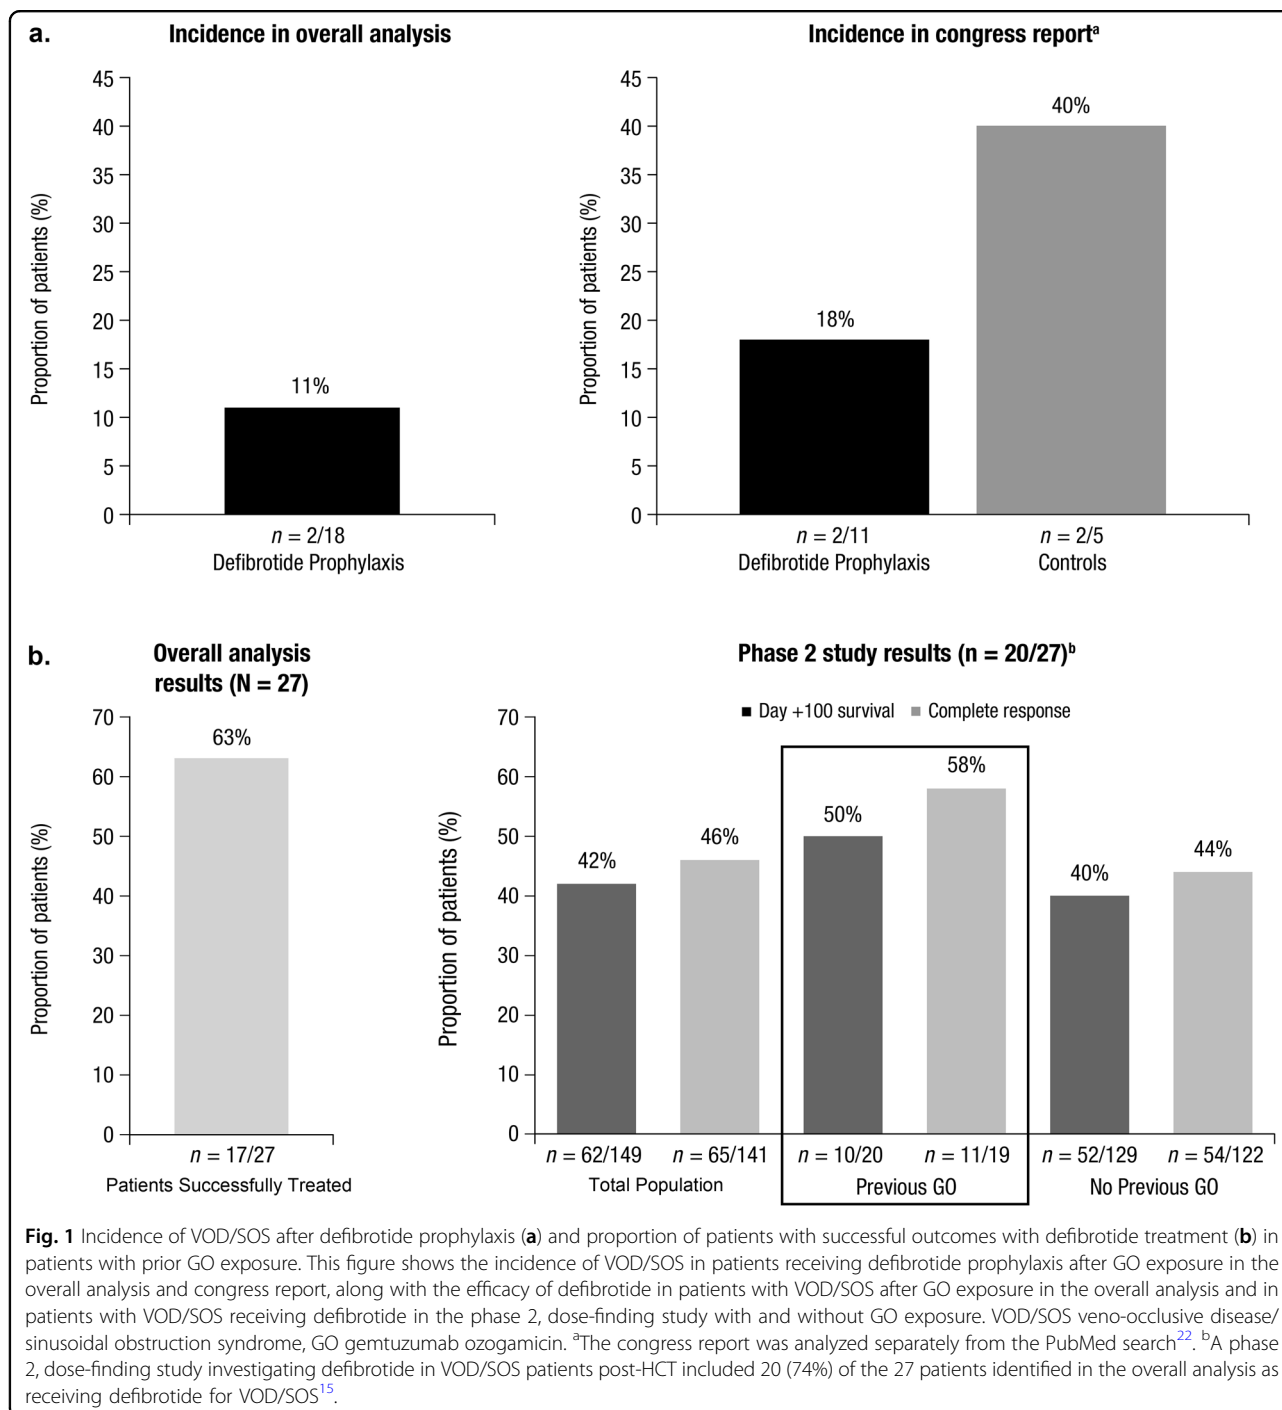 a.
Incidence in overall analysis
Proportion of patients (%)
45
40
35
30
25
20
15
10
5
0
11%
n = 2/18
Defibrotide Prophylaxis
Incidence in congress reportᵃ
Proportion of patients (%)
45
40
35
30
25
20
15
10
5
0
18%
40%
n = 2/11
n = 2/5
Defibrotide Prophylaxis
Controls
b.
Overall analysis
results (N = 27)
Proportion of patients (%)
70
60
50
40
30
20
10
0
63%
n = 17/27
Patients Successfully Treated
Phase 2 study results (n = 20/27)ᵇ
■ Day +100 survival ■ Complete response
Proportion of patients (%)
70
60
50
40
30
20
10
0
42%
46%
50%
58%
40%
44%
n = 62/149
n = 65/141
n = 10/20
n = 11/19
n = 52/129
n = 54/122
Total Population
Previous GO
No Previous GO
Fig. 1 Incidence of VOD/SOS after defibrotide prophylaxis (a) and proportion of patients with successful outcomes with defibrotide treatment (b) in
patients with prior GO exposure. This figure shows the incidence of VOD/SOS in patients receiving defibrotide prophylaxis after GO exposure in the
overall analysis and congress report, along with the efficacy of defibrotide in patients with VOD/SOS after GO exposure in the overall analysis and in
patients with VOD/SOS receiving defibrotide in the phase 2, dose-finding study with and without GO exposure. VOD/SOS veno-occlusive disease/
sinusoidal obstruction syndrome, GO gemtuzumab ozogamicin. ᵃThe congress report was analyzed separately from the PubMed search²². ᵇA phase
2, dose-finding study investigating defibrotide in VOD/SOS patients post-HCT included 20 (74%) of the 27 patients identified in the overall analysis as
receiving defibrotide for VOD/SOS¹⁵.